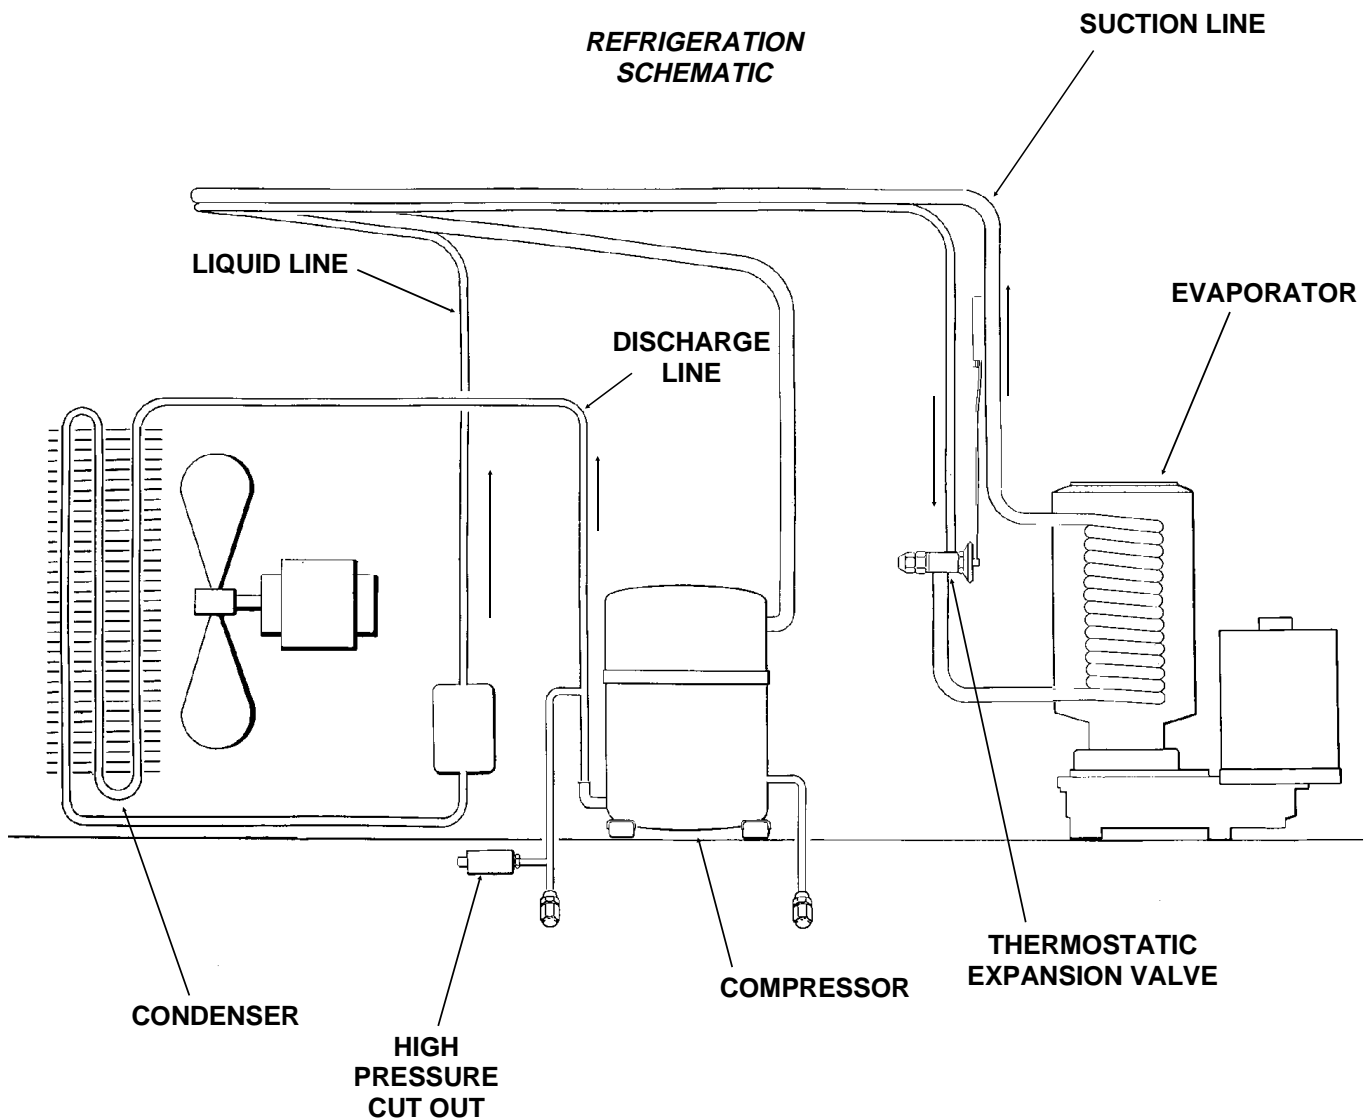 REFRIGERATION
SCHEMATIC
SUCTION LINE
LIQUID LINE
EVAPORATOR
DISCHARGE
LINE
THERMOSTATIC
EXPANSION VALVE
COMPRESSOR
CONDENSER
HIGH
PRESSURE
CUT OUT